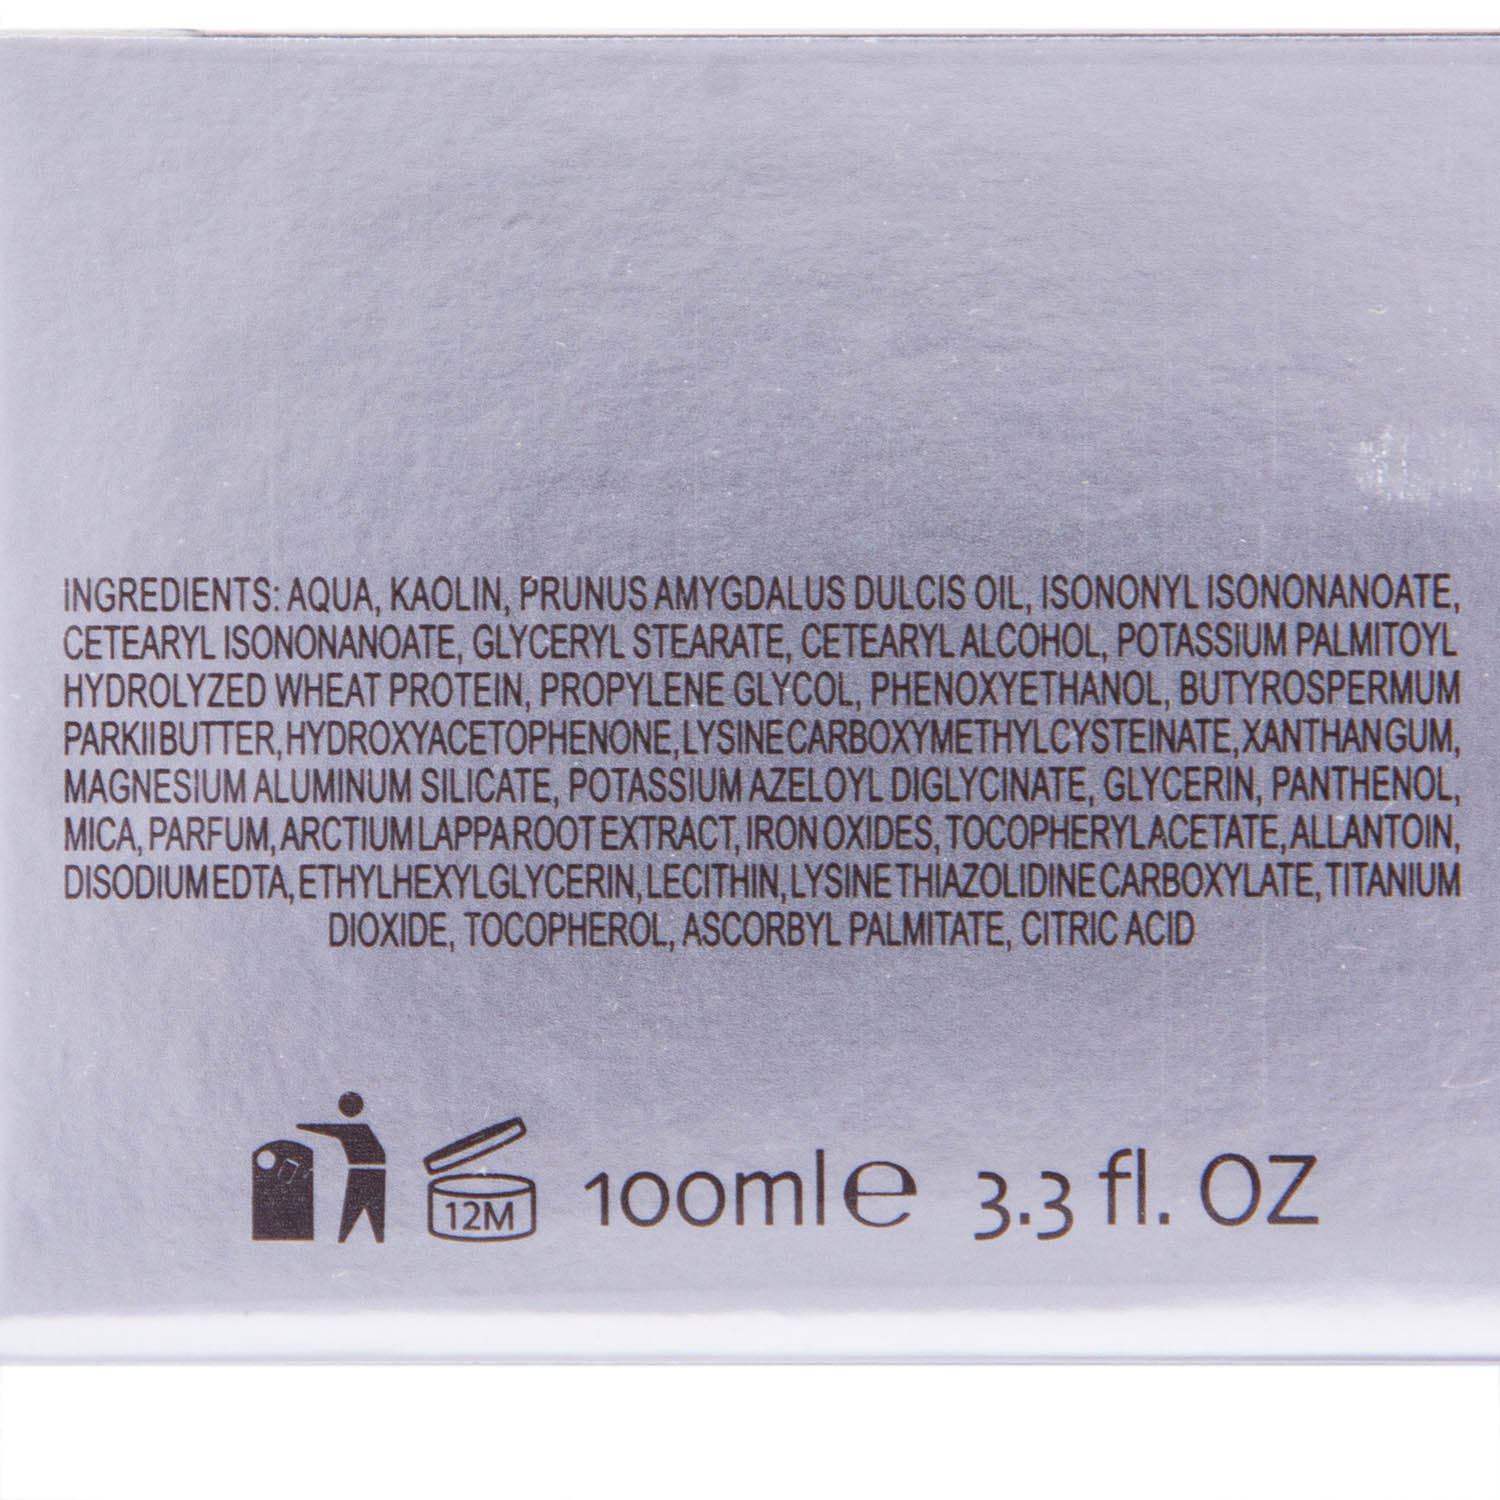 INGREDIENTS: AQUA, KAOLIN, PRUNUS AMYGDALUS DULCIS OIL, ISONONYL ISONONANOATE,
CETEARYL ISONONANOATE, GLYCERYL STEARATE, CETEARYL ALCOHOL, POTASSIUM PALMITOYL
HYDROLYZED WHEAT PROTEIN, PROPYLENE GLYCOL, PHENOXYETHANOL, BUTYROSPERMUM
PARKII BUTTER, HYDROXYACETOPHENONE, LYSINE CARBOXYMETHYL CYSTEINATE, XANTHAN GUM,
MAGNESIUM ALUMINUM SILICATE, POTASSIUM AZELOYL DIGLYCINATE, GLYCERIN, PANTHENOL,
MICA, PARFUM, ARCTIUM LAPPA ROOT EXTRACT, IRON OXIDES, TOCOPHERYL ACETATE, ALLANTOIN,
DISODIUM EDTA, ETHYLHEXYLGLYCERIN, LECITHIN, LYSINE THIAZOLIDINE CARBOXYLATE, TITANIUM
DIOXIDE, TOCOPHEROL, ASCORBYL PALMITATE, CITRIC ACID
12M 100ml e 3.3 fl. OZ